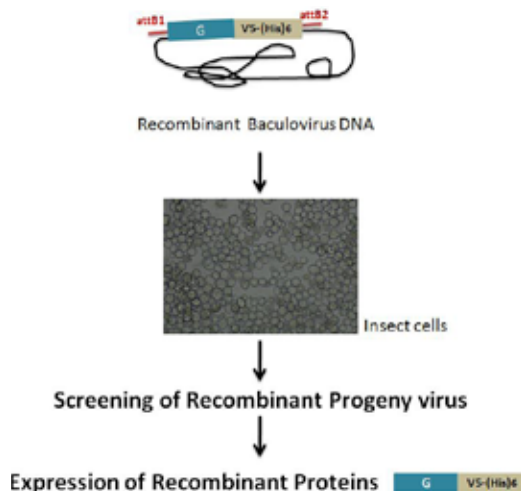 attB1 G V5-(His)6 attB2
Recombinant Baculovirus DNA
Insect cells
Screening of Recombinant Progeny virus
Expression of Recombinant Proteins G V5-(His)6